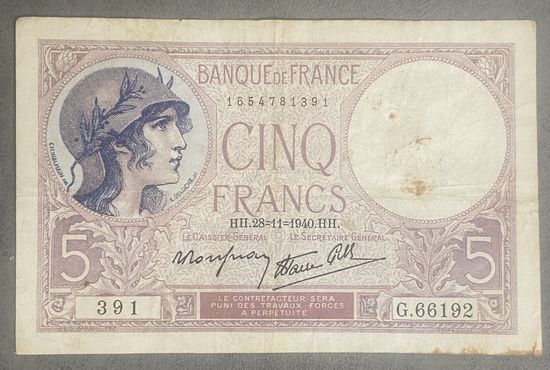 BANQUE DE FRANCE
1654781391
CINQ
FRANCS
HH.28=11=1940.HH.
LE CAISSIER GÉNÉRAL LE SECRÉTAIRE GÉNÉRAL
5 5
391 G.66192
LE CONTREFACTEUR SERA
PUNI DES TRAVAUX FORCÉS
A PERPÉTUITÉ